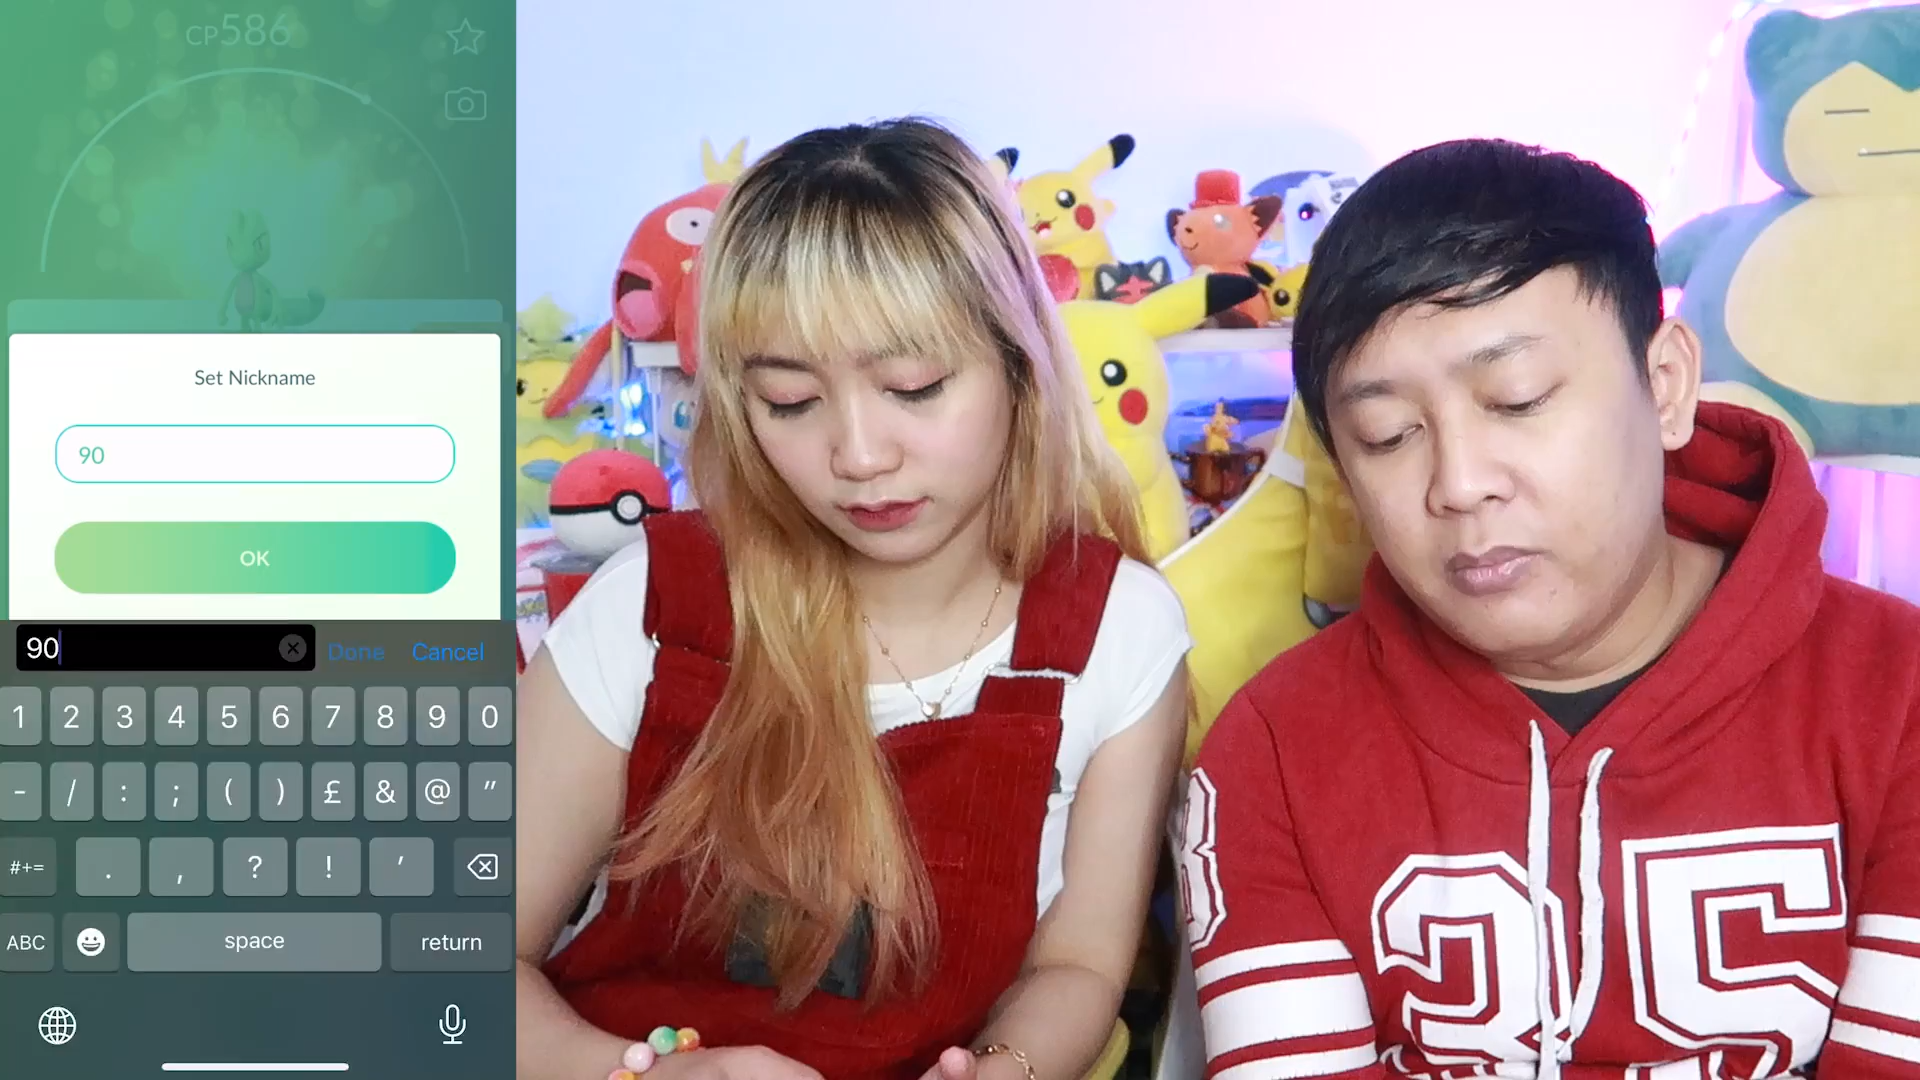 CP586
Set Nickname
90
OK
90 Done Cancel
1 2 3 4 5 6 7 8 9 0
- / : ; ( ) £ & @ "
#+= . , ? ! '
ABC space return
35